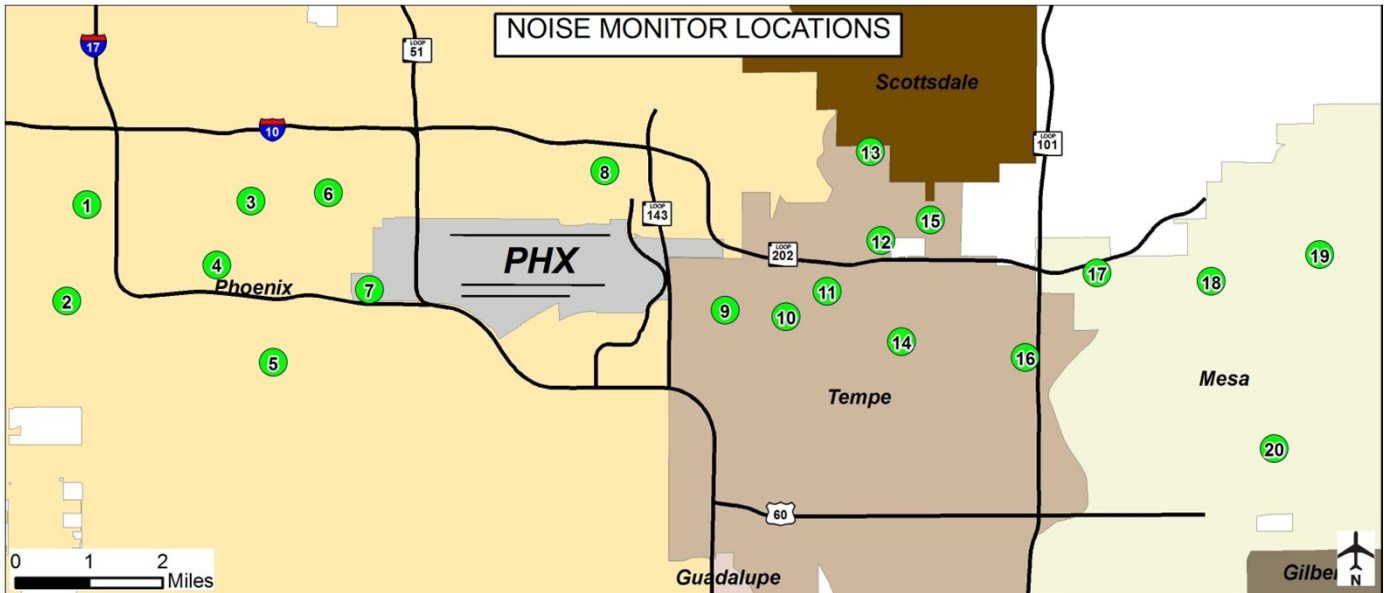 NOISE MONITOR LOCATIONS
17
LOOP
51
Scottsdale
10
LOOP
101
13
8
6
3
1
LOOP
143
15
12
LOOP
202
PHX
19
4
17
18
Phoenix
7
11
2
9
10
14
16
5
Mesa
Tempe
20
60
0 1 2
Miles
Guadalupe
Gilber
N